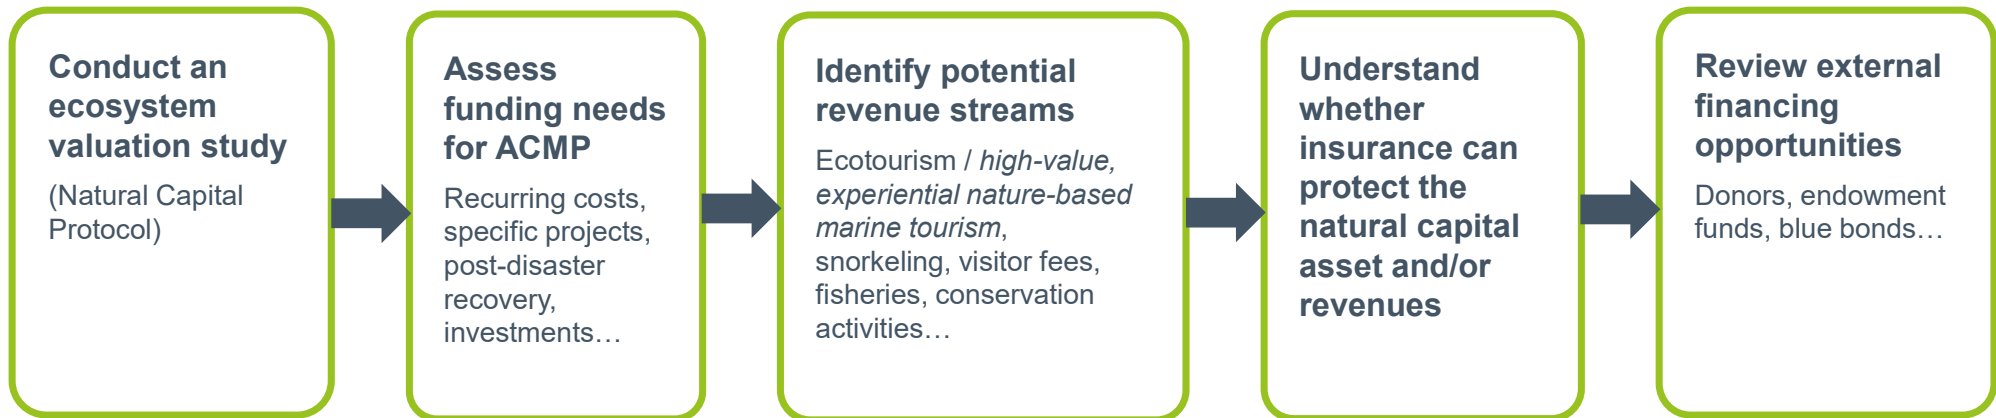 Conduct an
ecosystem
valuation study
(Natural Capital
Protocol)
Assess
funding needs
for ACMP
Recurring costs,
specific projects,
post-disaster
recovery,
investments…
Identify potential
revenue streams
Ecotourism / high-value,
experiential nature-based
marine tourism,
snorkeling, visitor fees,
fisheries, conservation
activities…
Understand
whether
insurance can
protect the
natural capital
asset and/or
revenues
Review external
financing
opportunities
Donors, endowment
funds, blue bonds…